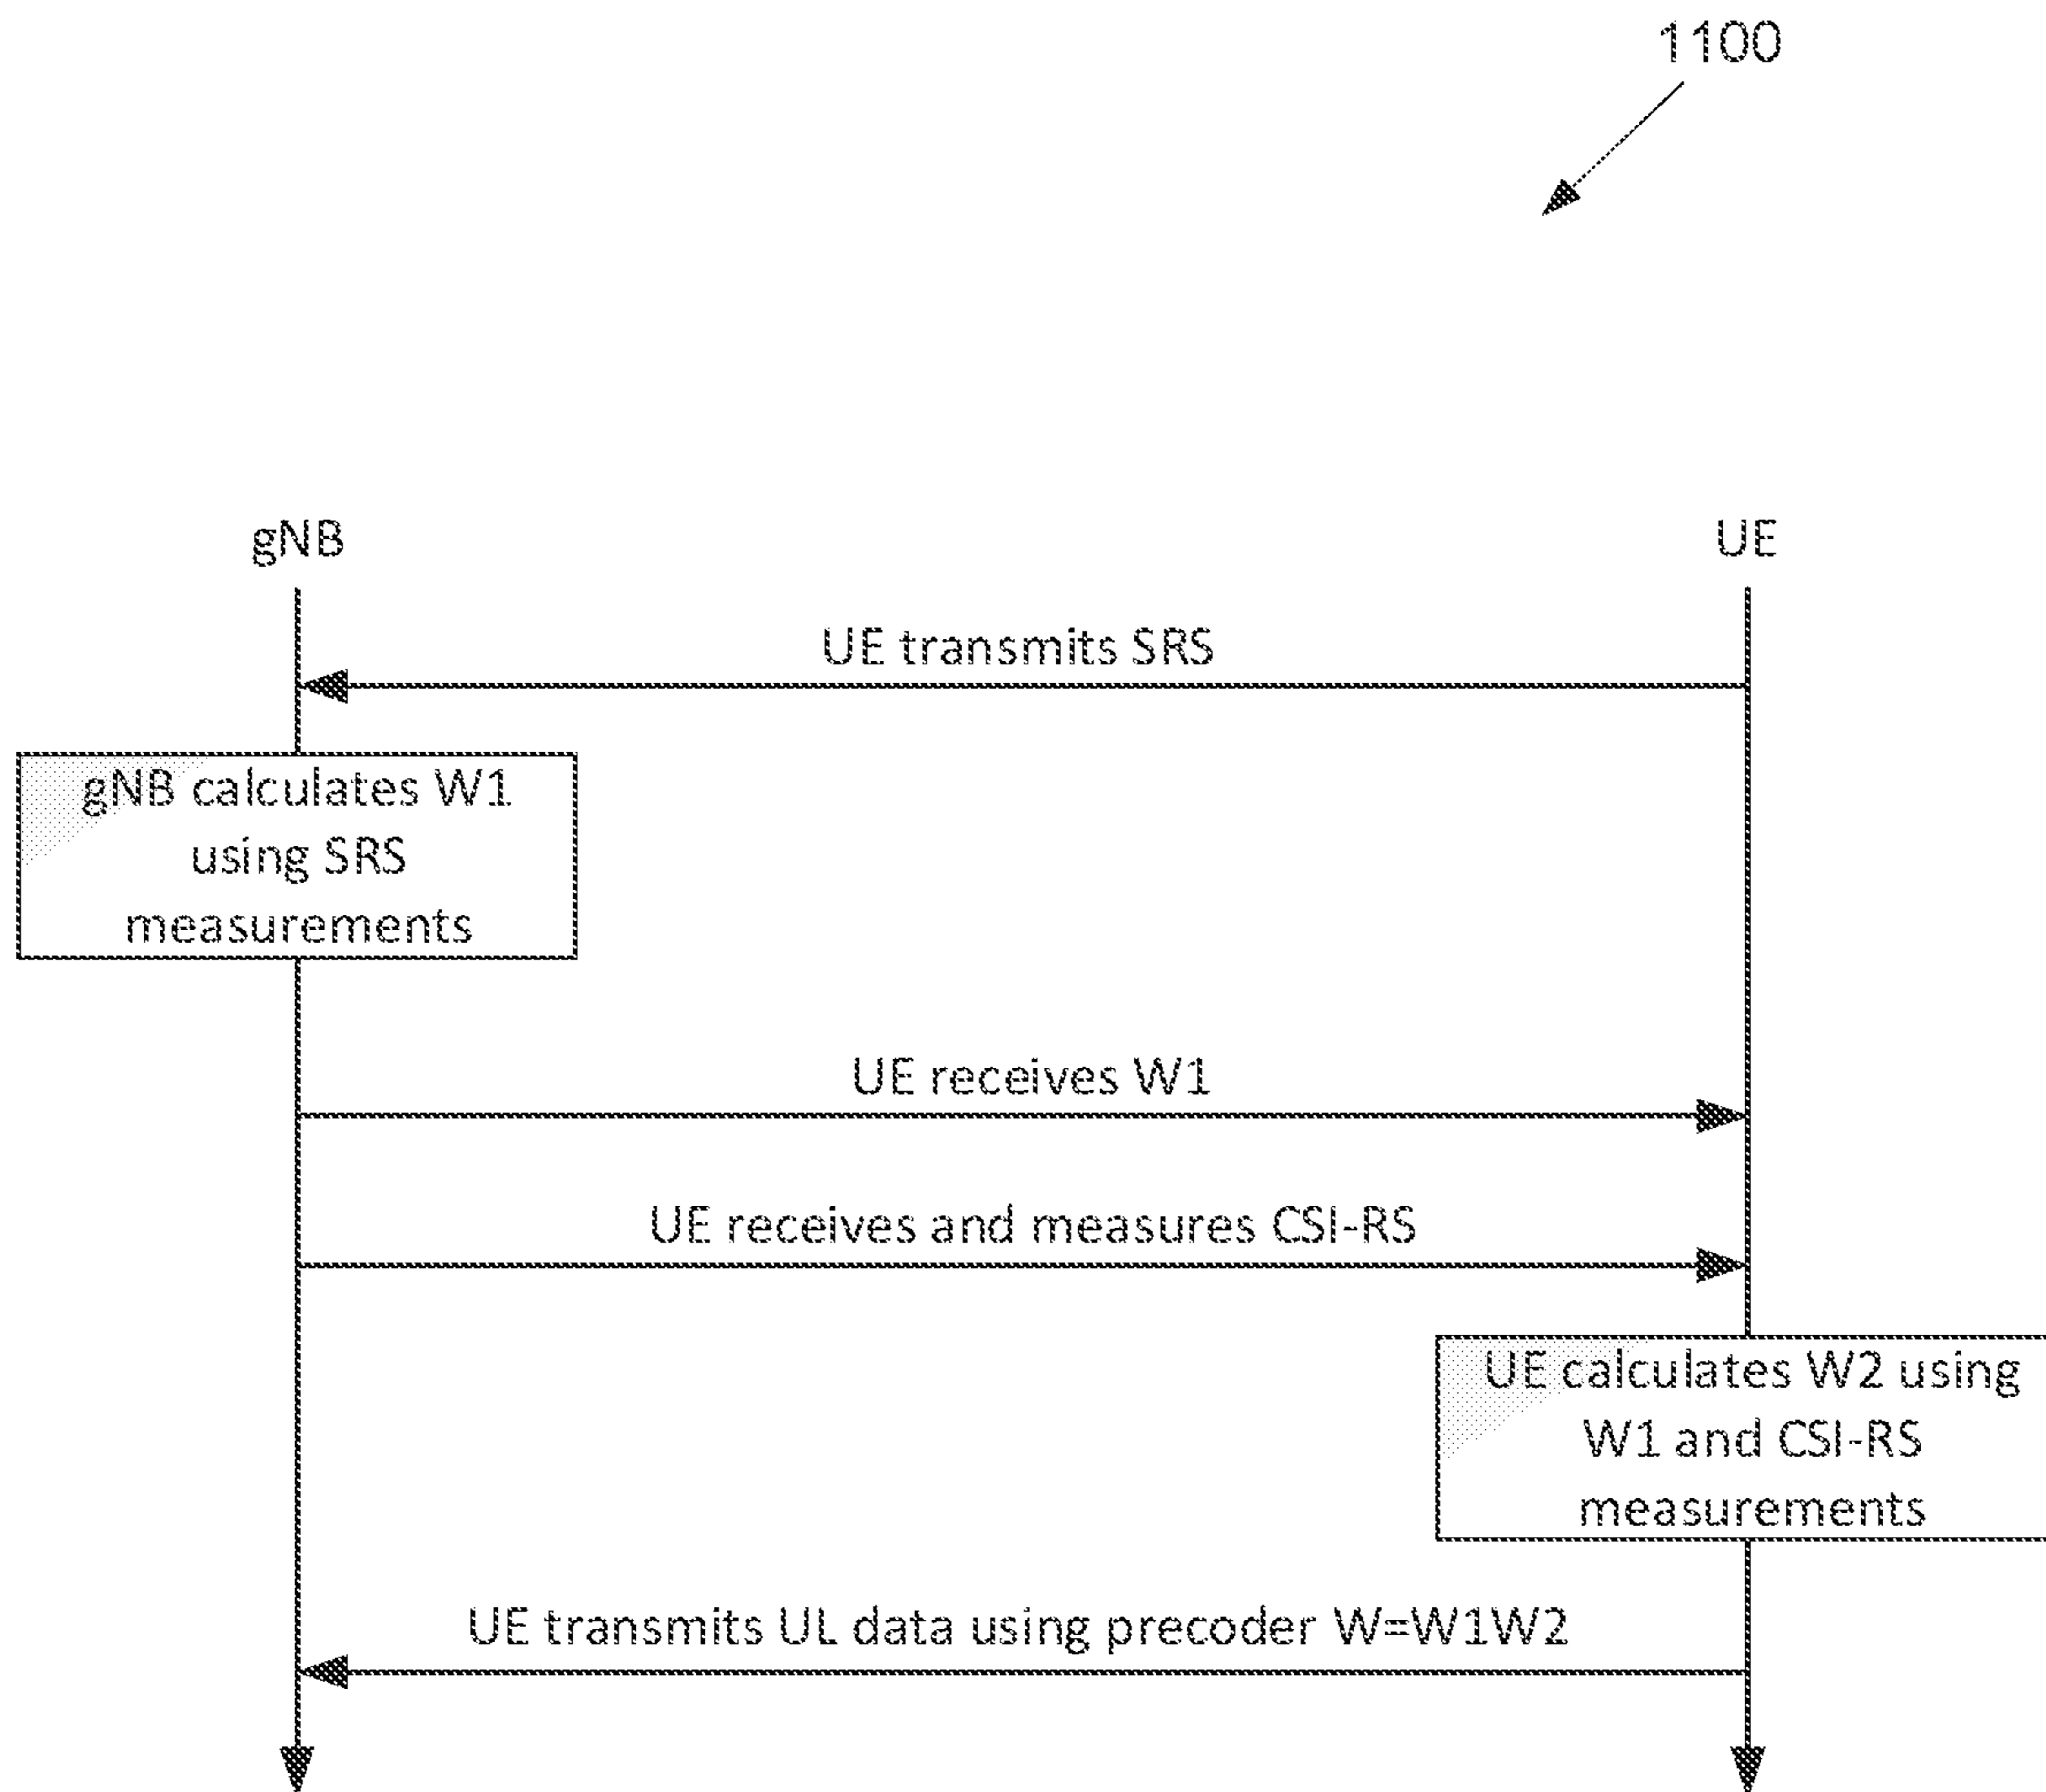 1100
gNB
UE
UE transmits SRS
gNB calculates W1
using SRS
measurements
UE receives W1
UE receives and measures CSI-RS
UE calculates W2 using
W1 and CSI-RS
measurements
UE transmits UL data using precoder W=W1W2